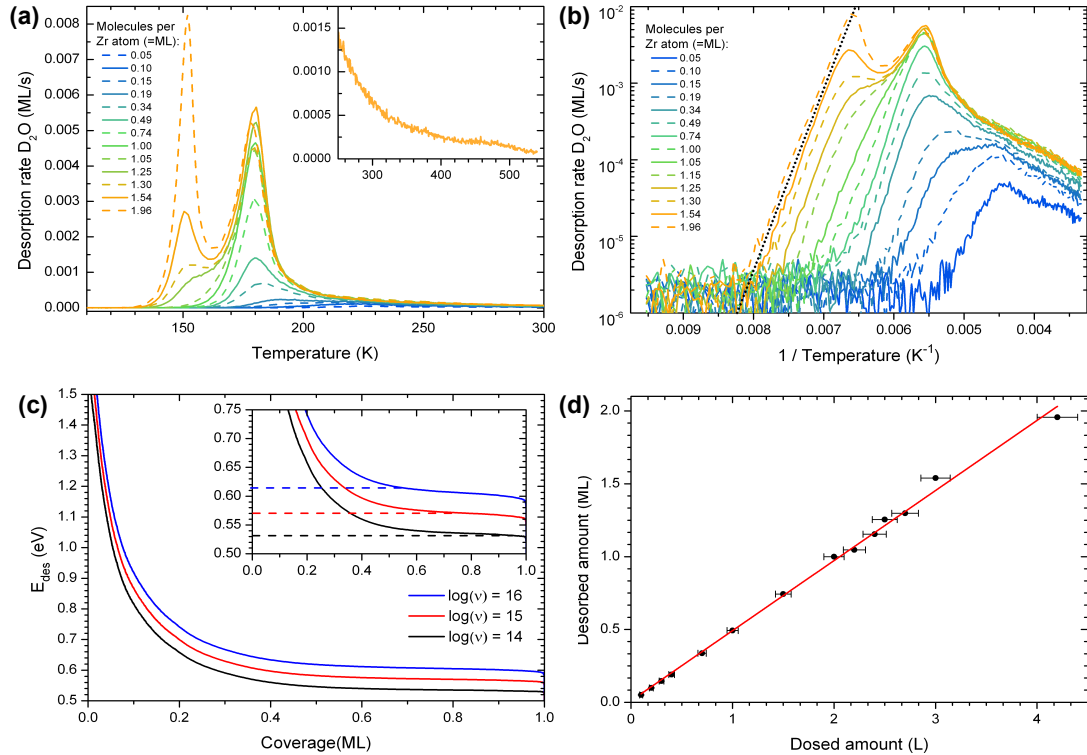 (a)
Desorption rate D₂O (ML/s)
0.008
0.007
0.006
0.005
0.004
0.003
0.002
0.001
0.000
Molecules per
Zr atom (=ML):
0.05
0.10
0.15
0.19
0.34
0.49
0.74
1.00
1.05
1.25
1.30
1.54
1.96
0.0015
0.0010
0.0005
0.0000
300 400 500
150 200 250 300
Temperature (K)
(b)
Desorption rate D₂O (ML/s)
10⁻²
10⁻³
10⁻⁴
10⁻⁵
10⁻⁶
Molecules per
Zr atom (=ML):
0.05
0.10
0.15
0.19
0.34
0.49
0.74
1.00
1.05
1.15
1.25
1.30
1.54
1.96
0.009 0.008 0.007 0.006 0.005 0.004
1 / Temperature (K⁻¹)
(c)
E_des (eV)
1.5
1.4
1.3
1.2
1.1
1.0
0.9
0.8
0.7
0.6
0.5
0.75
0.70
0.65
0.60
0.55
0.50
0.0 0.2 0.4 0.6 0.8 1.0
log(ν) = 16
log(ν) = 15
log(ν) = 14
0.0 0.2 0.4 0.6 0.8 1.0
Coverage(ML)
(d)
Desorbed amount (ML)
2.0
1.5
1.0
0.5
0.0
0 1 2 3 4
Dosed amount (L)